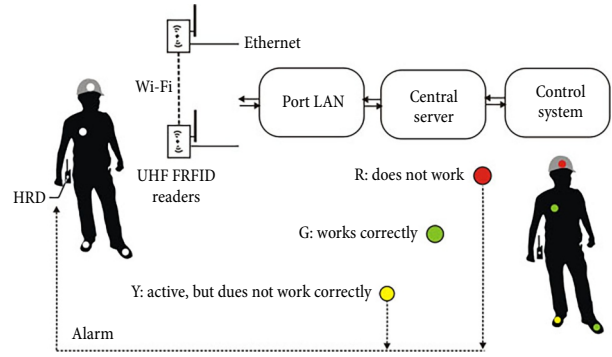 Ethernet
Wi-Fi
Port LAN
Central
server
Control
system
UHF FRFID
readers
HRD
R: does not work
G: works correctly
Y: active, but dues not work correctly
Alarm